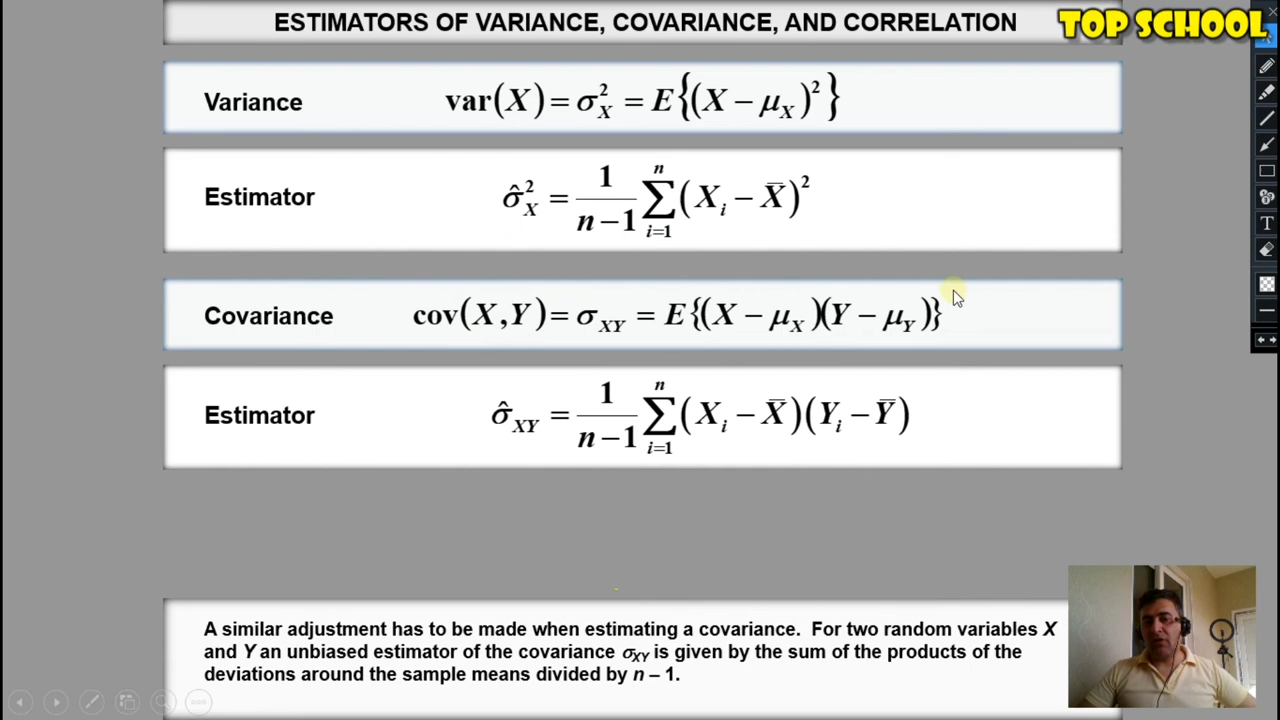 ESTIMATORS OF VARIANCE, COVARIANCE, AND CORRELATION
TOP SCHOOL
Variance var(X) = σ²_X = E{(X − μ_X)²}
Estimator σ̂²_X = 1/(n−1) ∑_{i=1}^{n} (X_i − X̄)²
Covariance cov(X,Y) = σ_XY = E{(X − μ_X)(Y − μ_Y)}
Estimator σ̂_XY = 1/(n−1) ∑_{i=1}^{n} (X_i − X̄)(Y_i − Ȳ)
A similar adjustment has to be made when estimating a covariance. For two random variables X
and Y an unbiased estimator of the covariance σ_XY is given by the sum of the products of the
deviations around the sample means divided by n – 1.
T